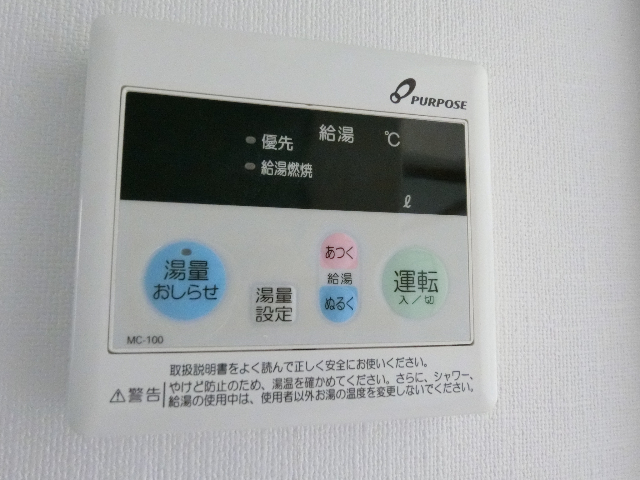 PURPOSE
給湯 ℃
優先
給湯燃焼
ℓ
湯量
おしらせ
湯量
設定
あつく
給湯
ぬるく
運転
入/切
MC-100
取扱説明書をよく読んで正しく安全にお使いください。
⚠警告
やけど防止のため、湯温を確かめてください。さらに、シャワー、
給湯の使用中は、使用者以外お湯の温度を変更しないでください。